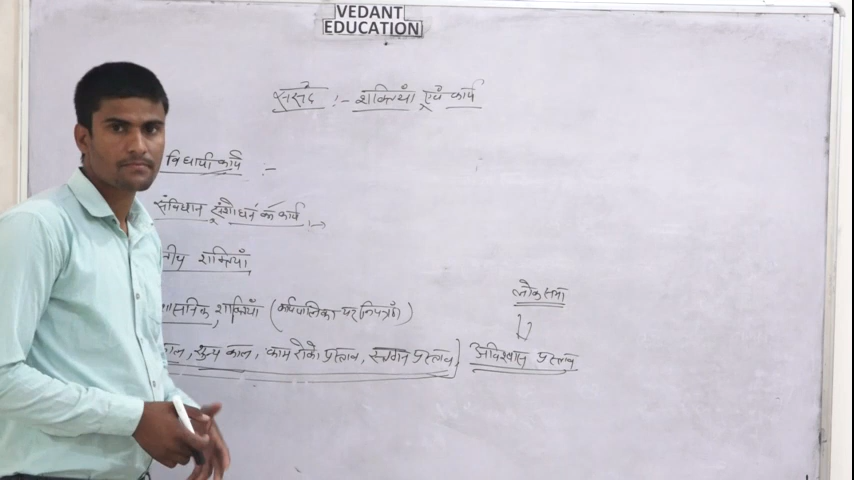 VEDANT
EDUCATION
संसद :- शक्तियाँ एवं कार्य
विधायी कार्य :-
संविधान संशोधन के कार्य :→
शक्तियाँ
शक्तियाँ (कार्यपालिका पर नियंत्रण)
लोकसभा
काल, शून्य काल, काम रोको प्रस्ताव, स्थगन प्रस्ताव} अविश्वास प्रस्ताव